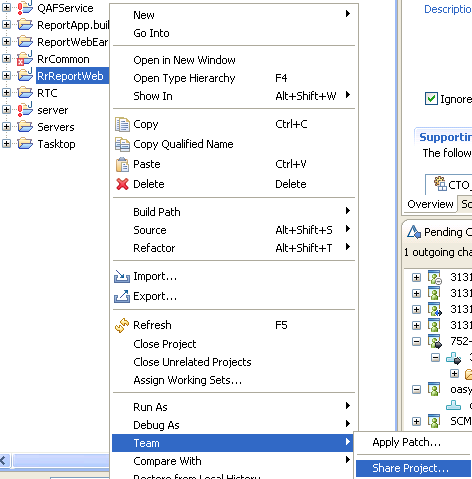 QAFService
ReportApp.buil
ReportWebEar
RrCommon
RrReportWeb
RTC
server
Servers
Tasktop
New
Go Into
Open in New Window
Open Type Hierarchy F4
Show In Alt+Shift+W
Copy Ctrl+C
Copy Qualified Name
Paste Ctrl+V
Delete Delete
Build Path
Source Alt+Shift+S
Refactor Alt+Shift+T
Import...
Export...
Refresh F5
Close Project
Close Unrelated Projects
Assign Working Sets...
Run As
Debug As
Team
Compare With
Restore from Local History
Apply Patch...
Share Project...
Descriptio
Ignore
Supportin
The follow
CTO_
Overview So
Pending C
1 outgoing cha
3131
3131
3131
752-
3
oasy
o
SCM